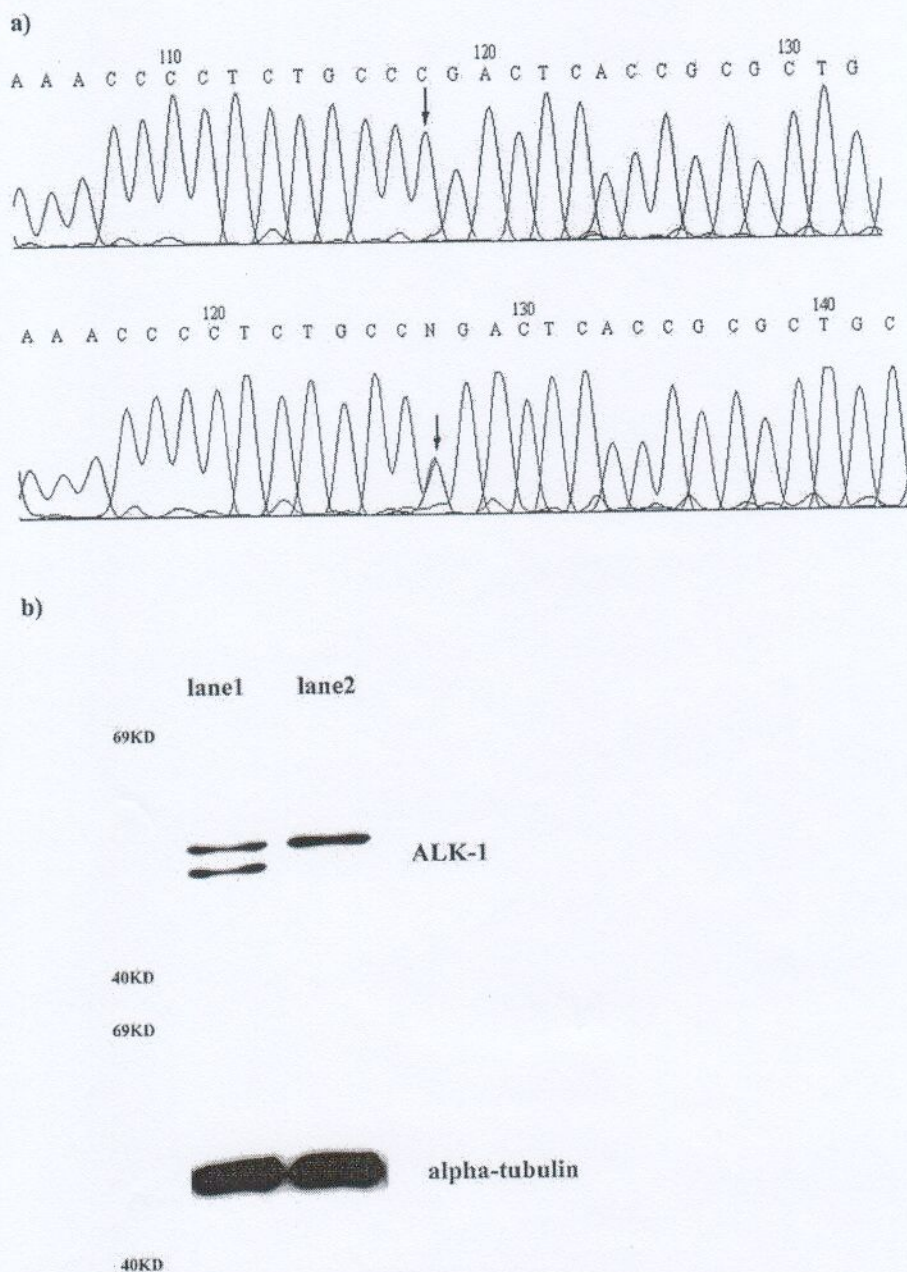 a)
110 120 130
A A A C C C C T C T G C C C G A C T C A C C G C G C T G
120 130 140
A A A C C C C T C T G C C N G A C T C A C C G C G C T G C
b)
lane1 lane2
69KD
ALK-1
40KD
69KD
alpha-tubulin
40KD